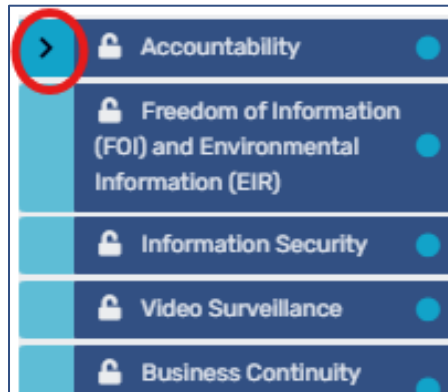 Accountability
Freedom of Information
(FOI) and Environmental
Information (EIR)
Information Security
Video Surveillance
Business Continuity